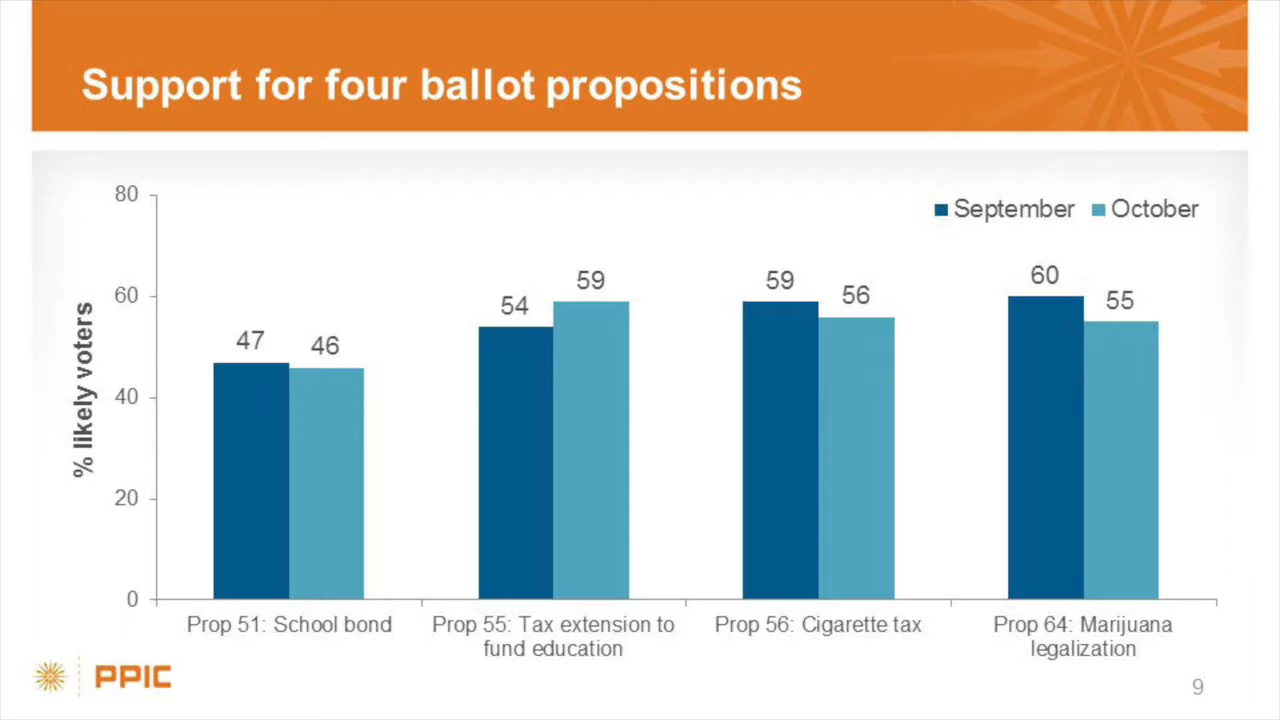 Support for four ballot propositions
80
60
40
20
0
% likely voters
September
October
47
46
54
59
59
56
60
55
Prop 51: School bond
Prop 55: Tax extension to
fund education
Prop 56: Cigarette tax
Prop 64: Marijuana
legalization
PPIC
9